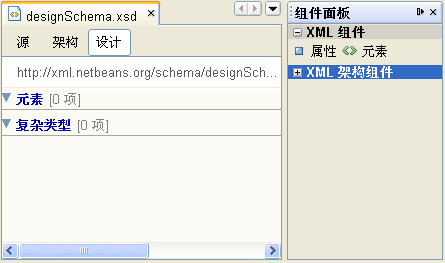 designSchema.xsd
源 架构 设计
http://xml.netbeans.org/schema/designSch...
元素 [0 项]
复杂类型 [0 项]
组件面板
XML 组件
属性 元素
XML 架构组件